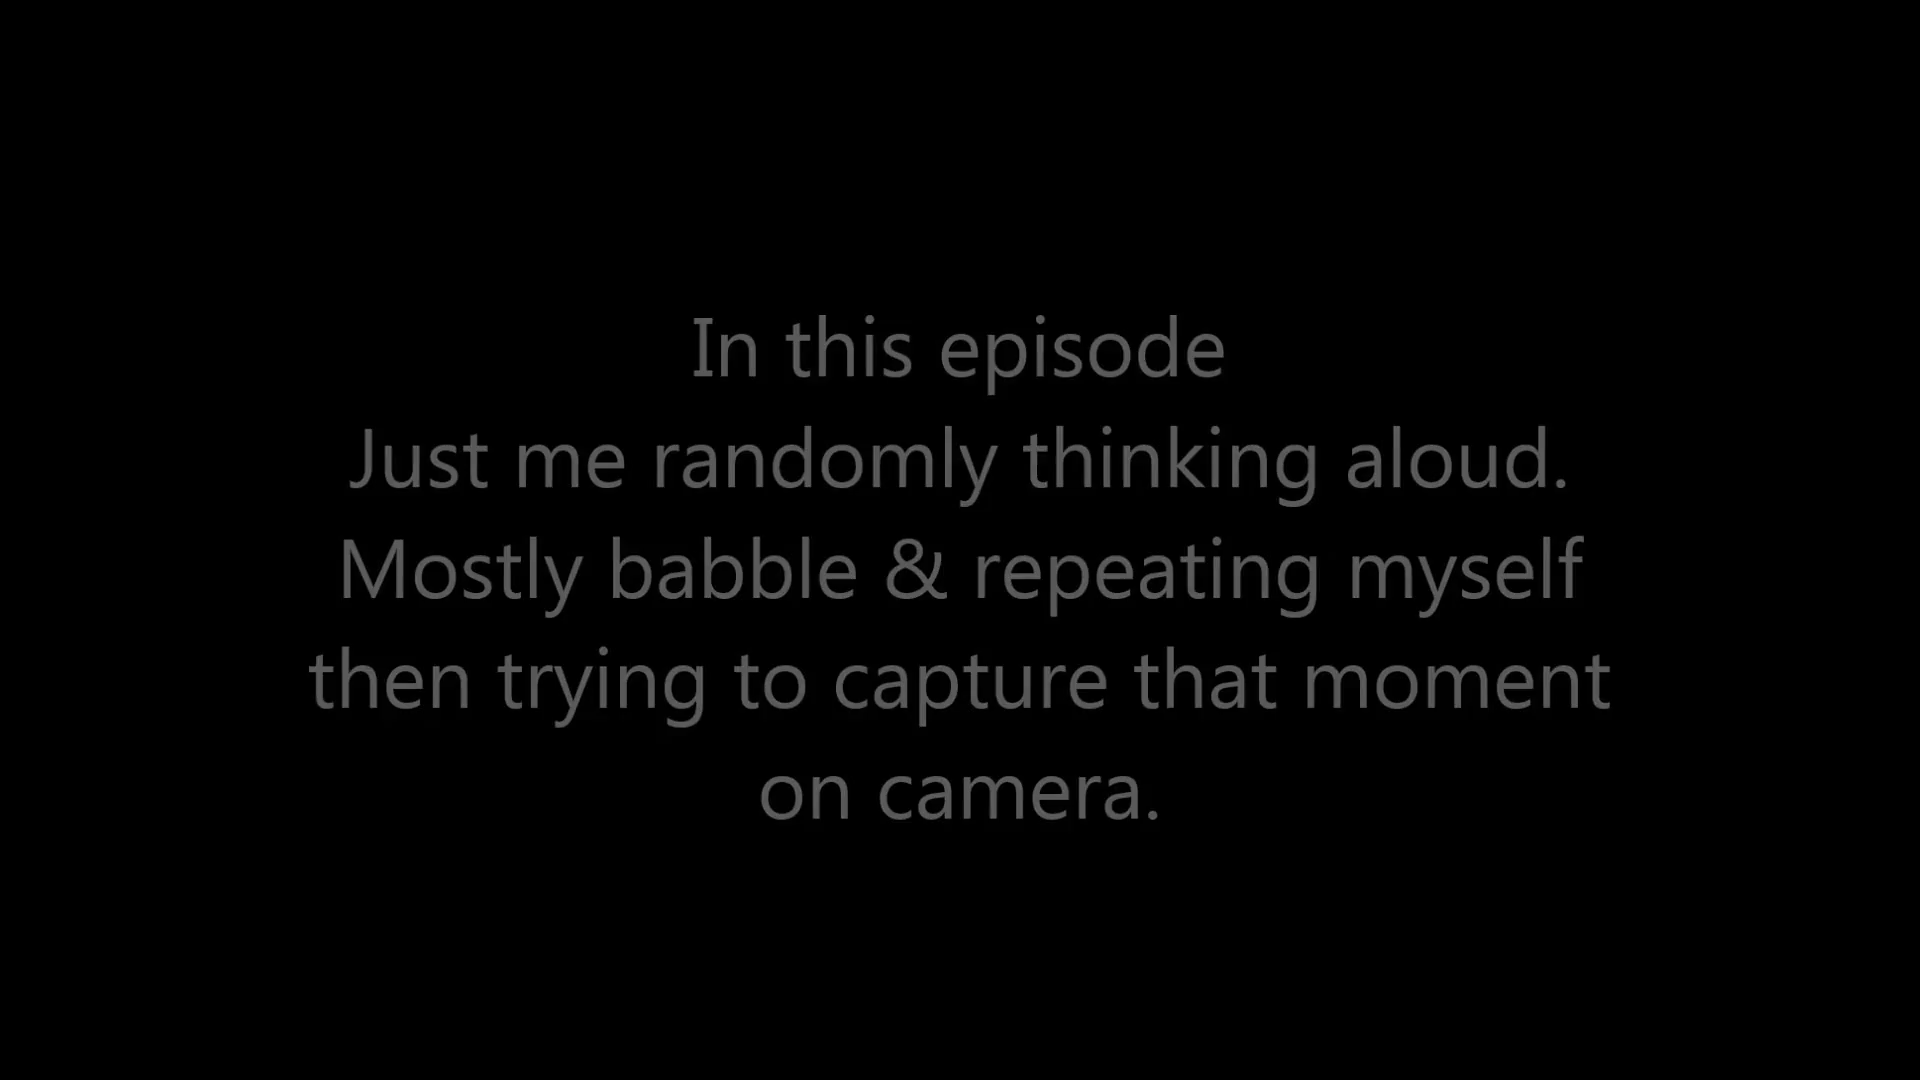 In this episode
Just me randomly thinking aloud.
Mostly babble & repeating myself
then trying to capture that moment
on camera.